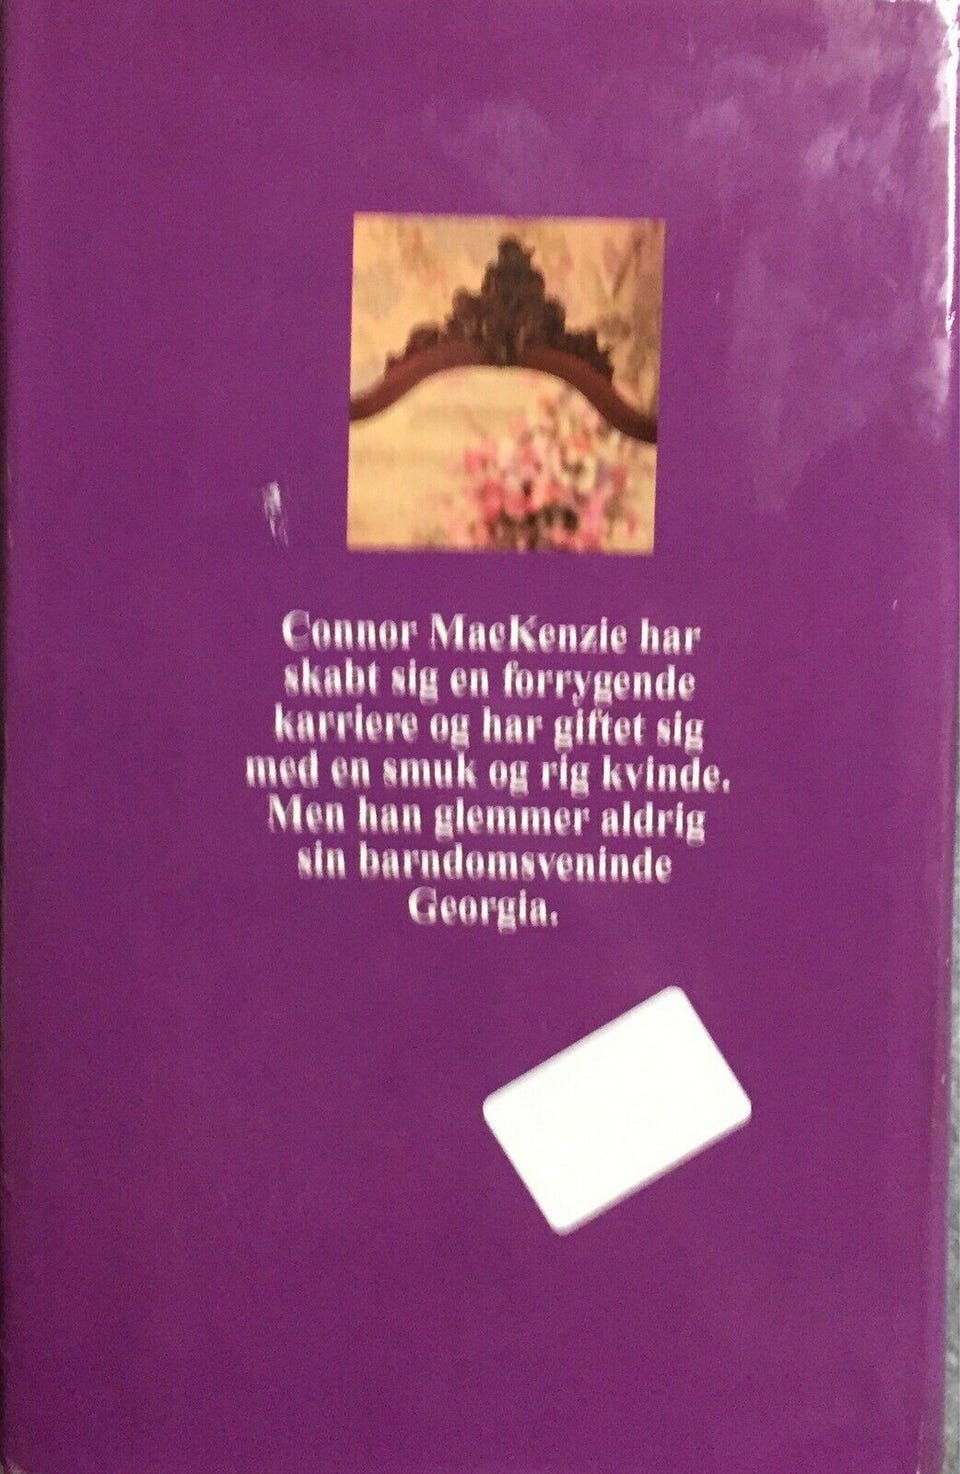 Connor MacKenzie har
skabt sig en forrygende
karriere og har giftet sig
med en smuk og rig kvinde.
Men han glemmer aldrig
sin barndomsveninde
Georgia.